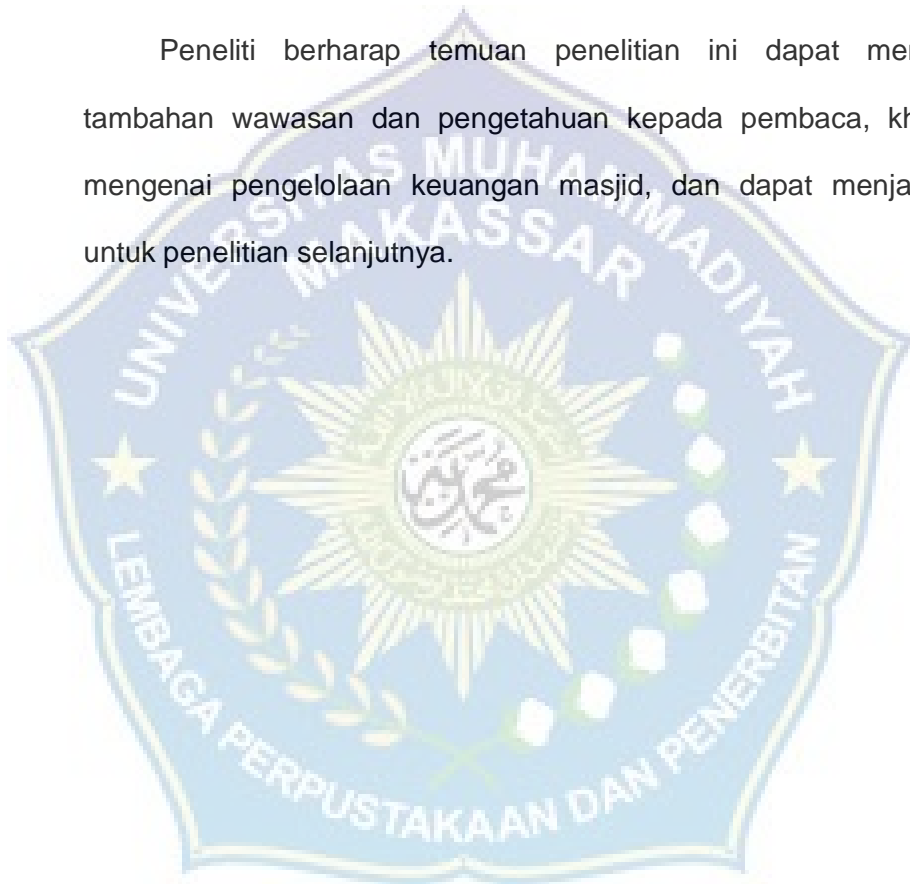 Peneliti berharap temuan penelitian ini dapat mer
tambahan wawasan dan pengetahuan kepada pembaca, kh
mengenai pengelolaan keuangan masjid, dan dapat menja
untuk penelitian selanjutnya.
UNIVERSITAS MUHAMMADIYAH
MAKASSAR
LEMBAGA PERPUSTAKAAN DAN PENERBITAN